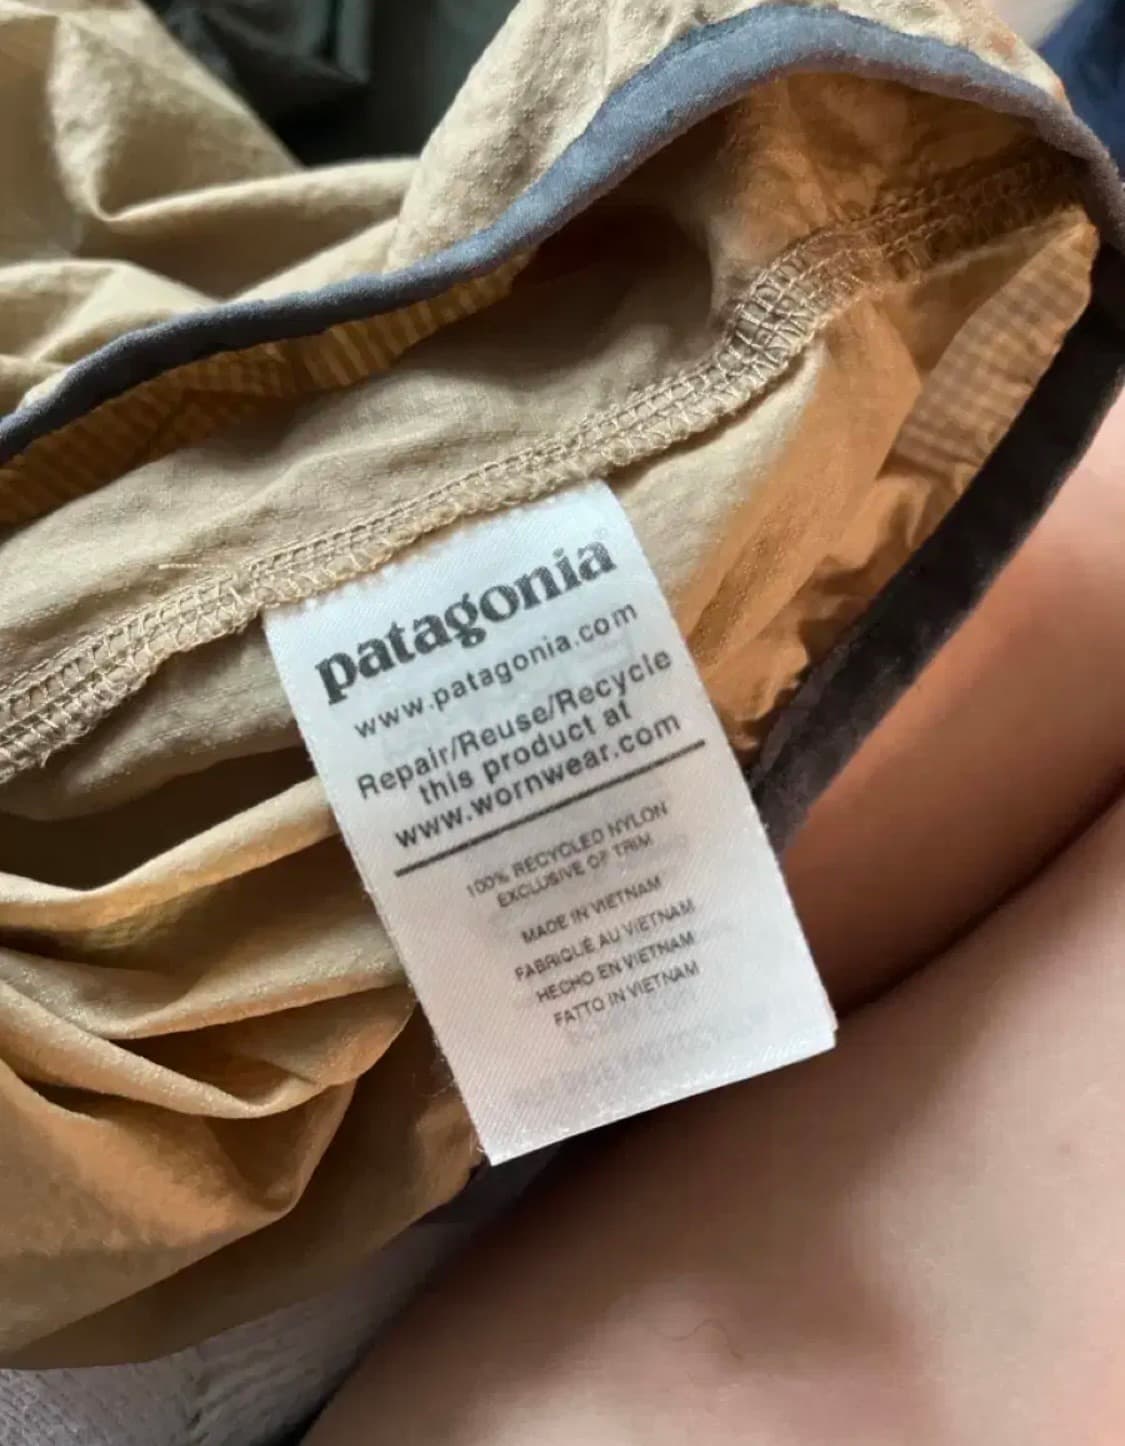 patagonia
www.patagonia.com
Repair/Reuse/Recycle
this product at
www.wornwear.com
100% RECYCLED NYLON
EXCLUSIVE OF TRIM
MADE IN VIETNAM
FABRIQUÉ AU VIETNAM
HECHO EN VIETNAM
FATTO IN VIETNAM